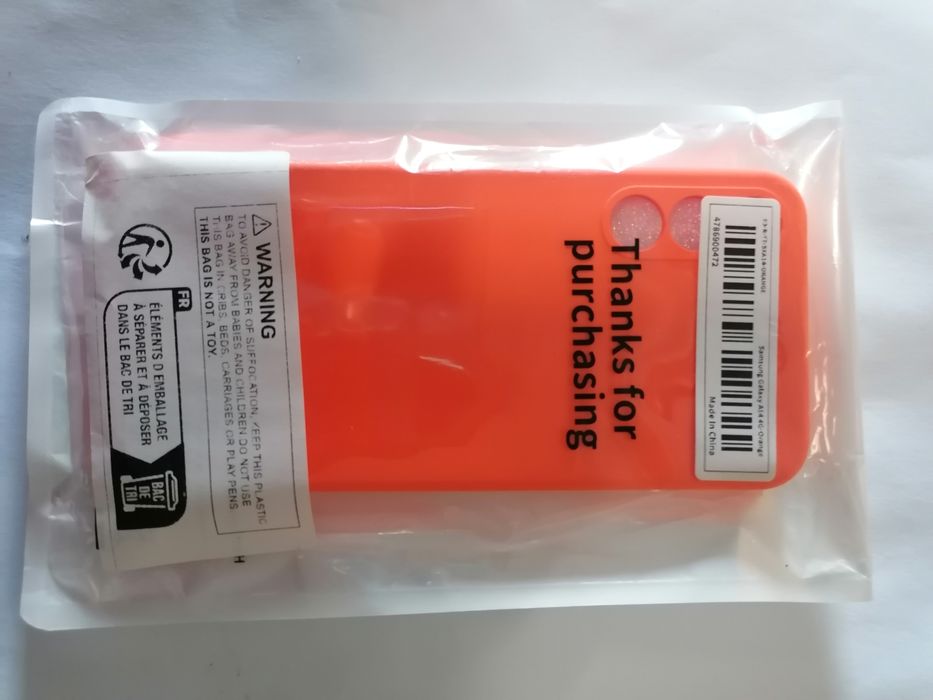 Thanks for
purchasing
4786900472
Samsung Galaxy A14 4G-Orange
Made In China
WARNING
TO AVOID DANGER OF SUFFOCATION, KEEP THIS PLASTIC
BAG AWAY FROM BABIES AND CHILDREN DO NOT USE
THIS BAG IN CRIBS, BEDS, CARRIAGES OR PLAY PENS.
THIS BAG IS NOT A TOY.
FR
ÉLÉMENTS D'EMBALLAGE
À SÉPARER ET À DÉPOSER
DANS LE BAC DE TRI
BAC
DE
TRI
H